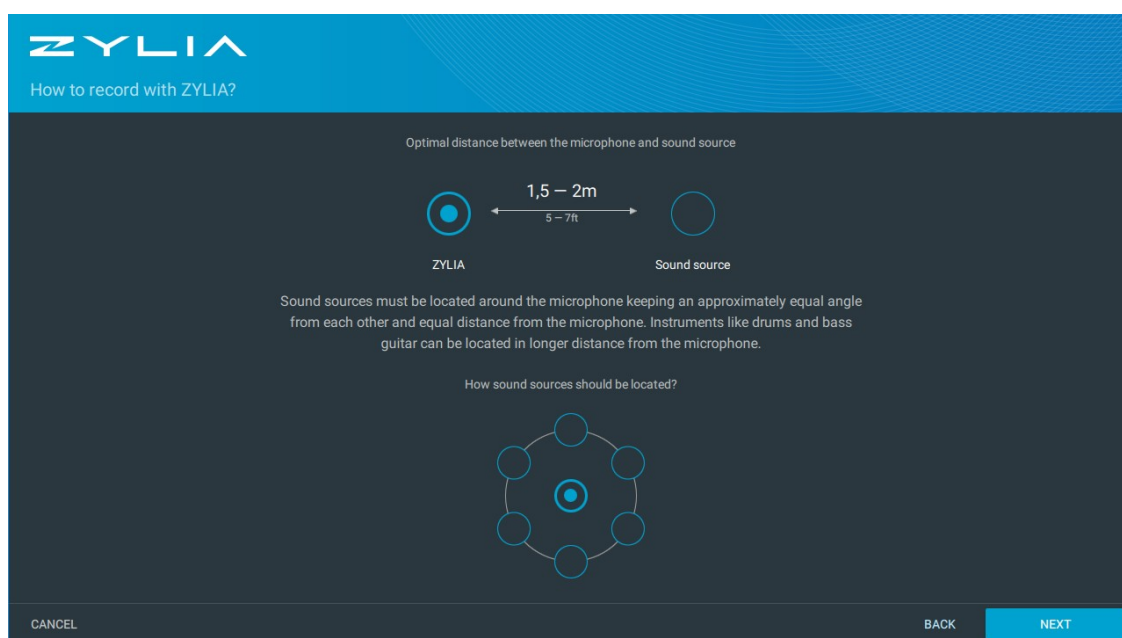 ZYLIA
How to record with ZYLIA?
Optimal distance between the microphone and sound source
1,5 — 2m
5 — 7ft
ZYLIA
Sound source
Sound sources must be located around the microphone keeping an approximately equal angle
from each other and equal distance from the microphone. Instruments like drums and bass
guitar can be located in longer distance from the microphone.
How sound sources should be located?
CANCEL
BACK
NEXT